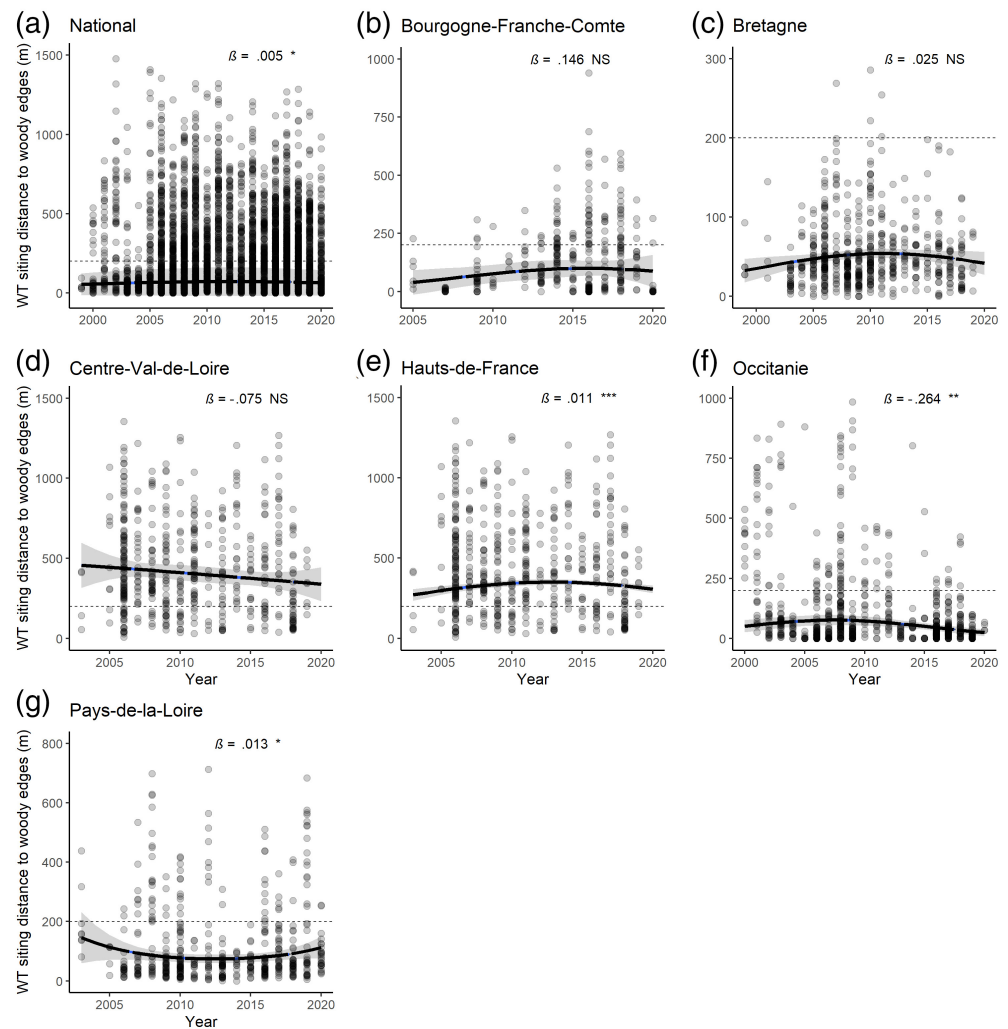 (a) National
ß = .005 *
WT siting distance to woody edges (m)
1500
1000
500
0
2000 2005 2010 2015 2020
(b) Bourgogne-Franche-Comte
ß = .146 NS
1000
750
500
250
0
2005 2010 2015 2020
(c) Bretagne
ß = .025 NS
300
200
100
0
2000 2005 2010 2015 2020
(d) Centre-Val-de-Loire
ß = -.075 NS
WT siting distance to woody edges (m)
1500
1000
500
0
2005 2010 2015 2020
Year
(e) Hauts-de-France
ß = .011 ***
1500
1000
500
0
2005 2010 2015 2020
Year
(f) Occitanie
ß = -.264 **
1000
750
500
250
0
2000 2005 2010 2015 2020
Year
(g) Pays-de-la-Loire
ß = .013 *
WT siting distance to woody edges (m)
800
600
400
200
0
2005 2010 2015 2020
Year